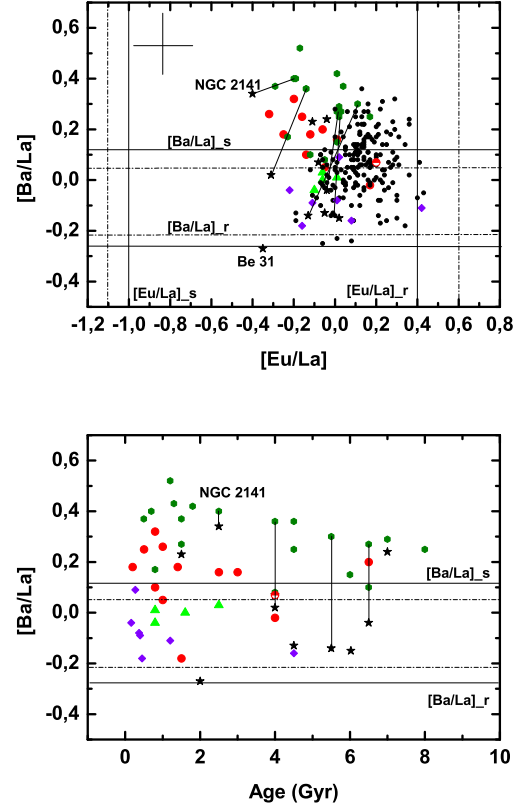 0,6
0,4
0,2
0,0
-0,2
-0,4
[Ba/La]
NGC 2141
[Ba/La]_s
[Ba/La]_r
Be 31
[Eu/La]_s
[Eu/La]_r
-1,2 -1,0 -0,8 -0,6 -0,4 -0,2 0,0 0,2 0,4 0,6 0,8
[Eu/La]
0,6
0,4
0,2
0,0
-0,2
-0,4
[Ba/La]
NGC 2141
[Ba/La]_s
[Ba/La]_r
0 2 4 6 8 10
Age (Gyr)